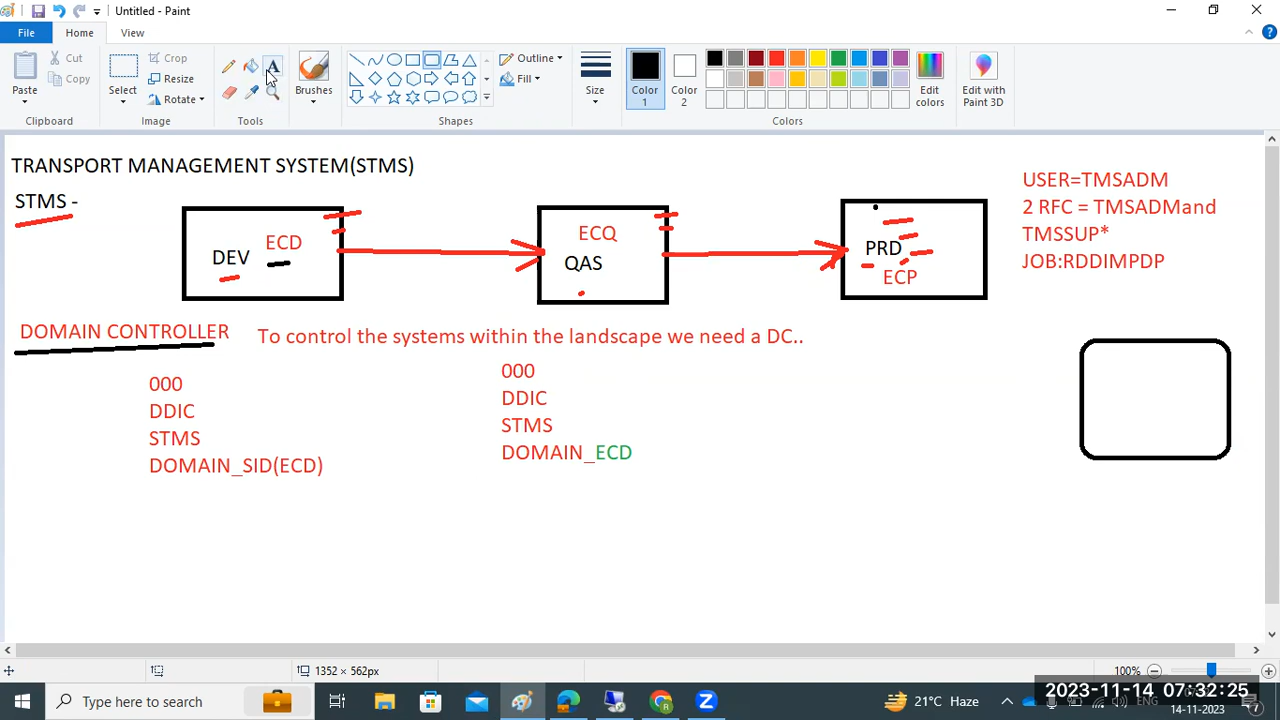 Untitled - Paint
File
Home
View
Paste
Cut
Copy
Clipboard
Select
Crop
Resize
Rotate
Image
A
Tools
Brushes
Shapes
Outline
Fill
Size
Color 1
Color 2
Edit colors
Edit with Paint 3D
Colors
TRANSPORT MANAGEMENT SYSTEM(STMS)
STMS -
DEV ECD
ECQ
QAS
PRD
ECP
USER=TMSADM
2 RFC = TMSADMand
TMSSUP*
JOB:RDDIMPDP
DOMAIN CONTROLLER
To control the systems within the landscape we need a DC..
000
DDIC
STMS
DOMAIN_SID(ECD)
000
DDIC
STMS
DOMAIN_ECD
1352 × 562px
100%
Type here to search
21°C Haze
ENG
2023-11-14 07:32:25
14-11-2023